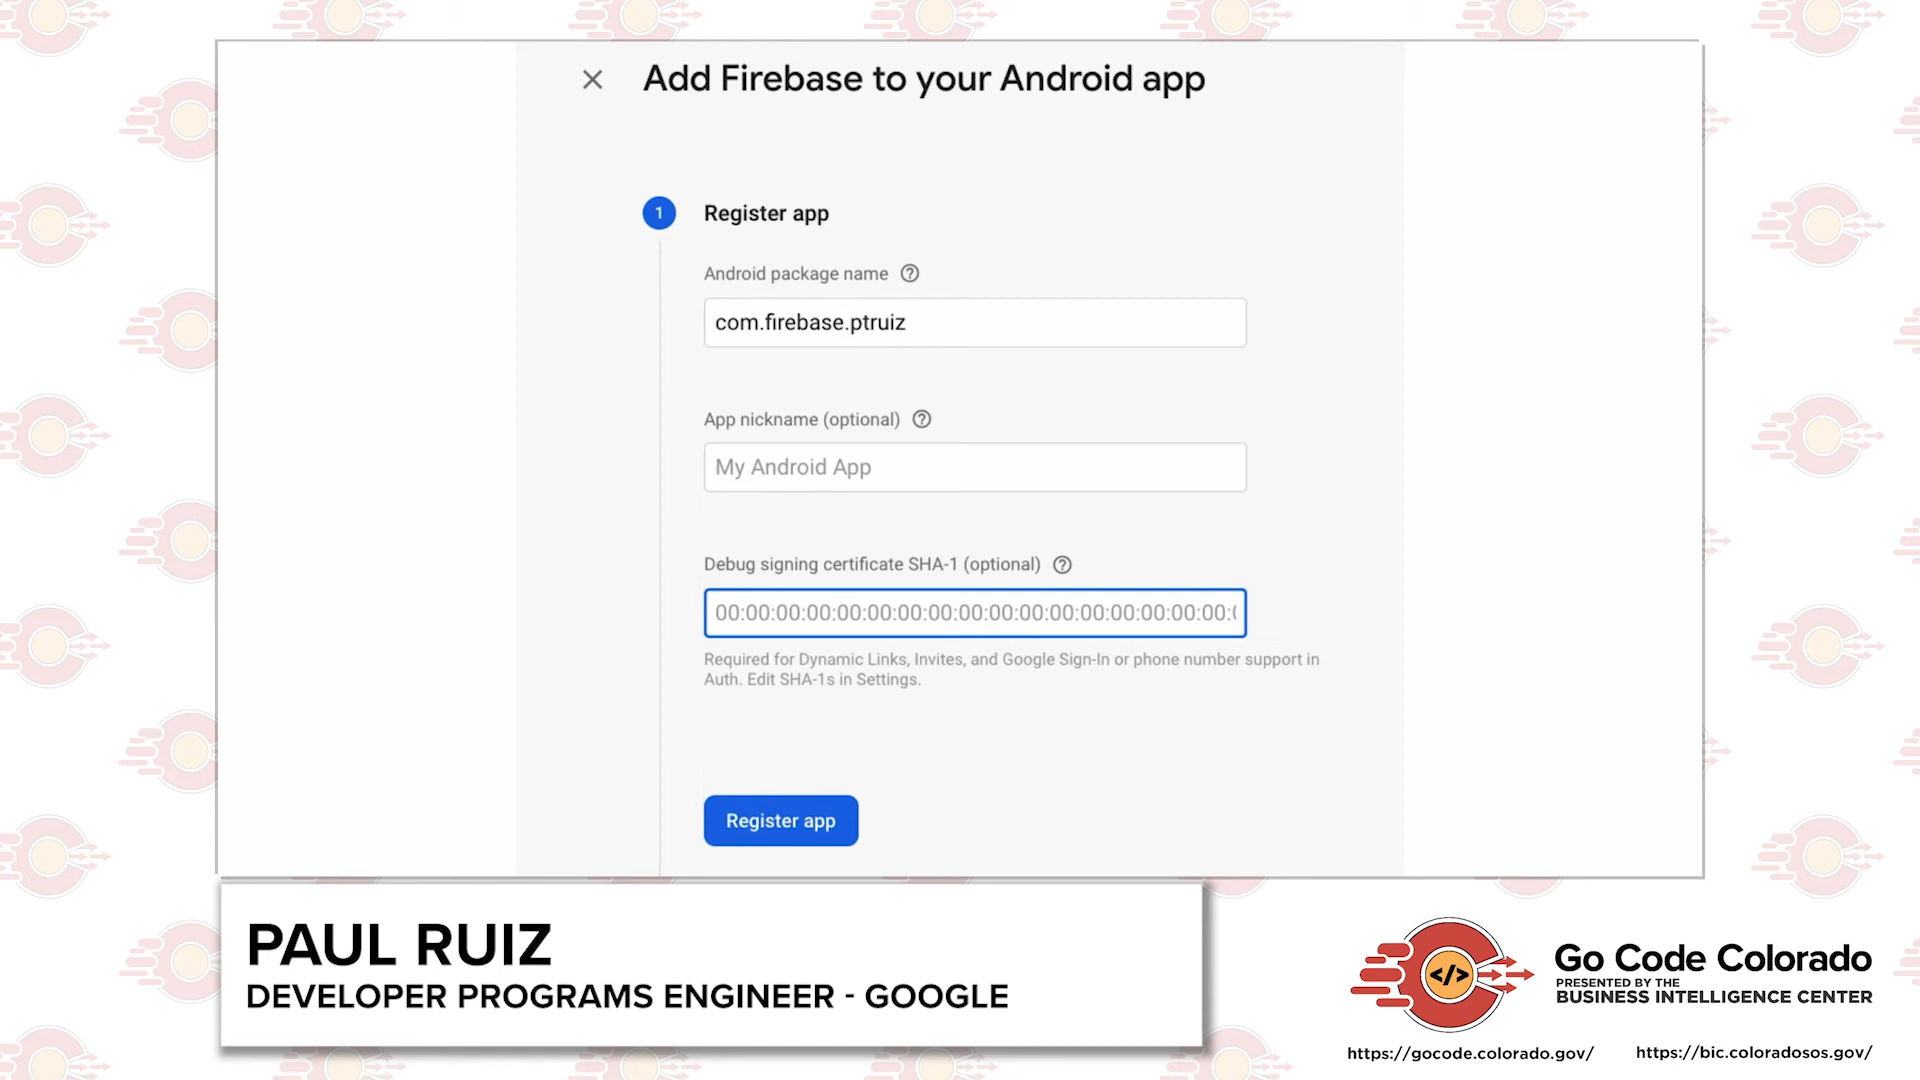 Add Firebase to your Android app
1
Register app
Android package name
com.firebase.ptruiz
App nickname (optional)
My Android App
Debug signing certificate SHA-1 (optional)
00:00:00:00:00:00:00:00:00:00:00:00:00:00:00:00:00:
Required for Dynamic Links, Invites, and Google Sign-In or phone number support in
Auth. Edit SHA-1s in Settings.
Register app
PAUL RUIZ
DEVELOPER PROGRAMS ENGINEER - GOOGLE
</>
Go Code Colorado
PRESENTED BY THE
BUSINESS INTELLIGENCE CENTER
https://gocode.colorado.gov/
https://bic.coloradosos.gov/